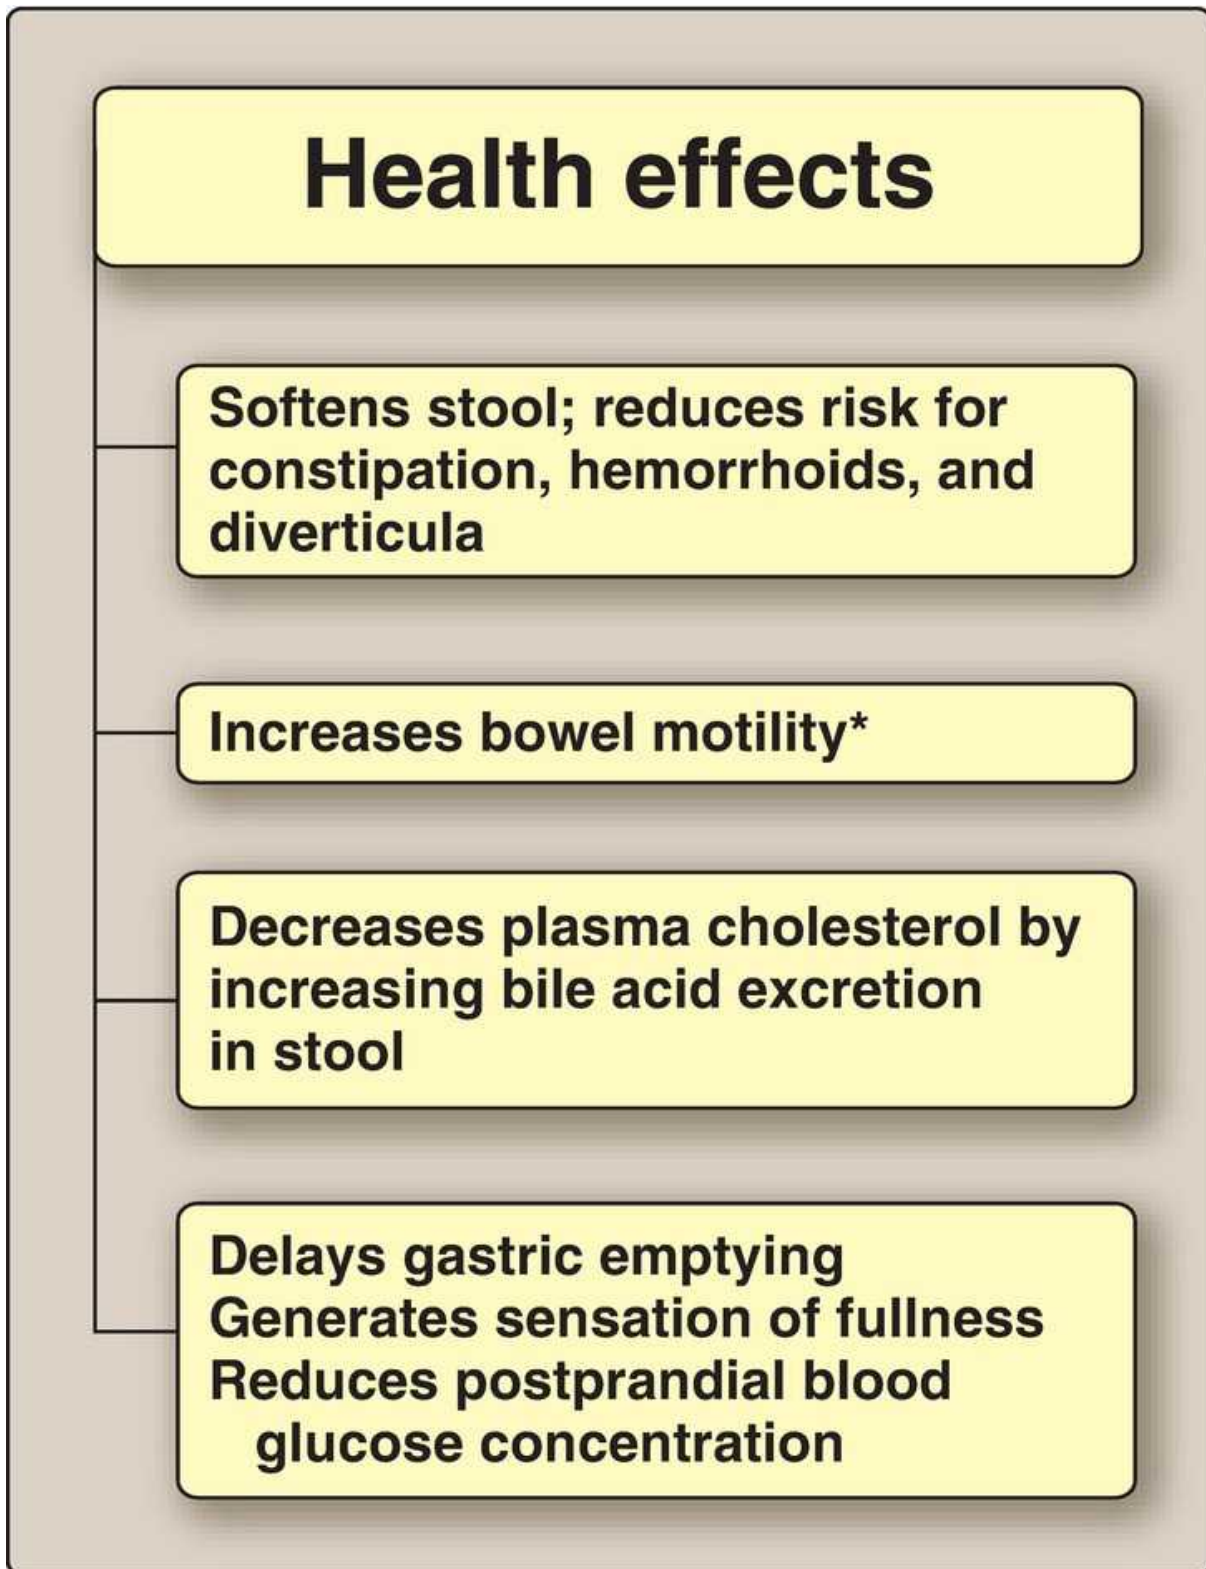 Health effects
Softens stool; reduces risk for
constipation, hemorrhoids, and
diverticula
Increases bowel motility*
Decreases plasma cholesterol by
increasing bile acid excretion
in stool
Delays gastric emptying
Generates sensation of fullness
Reduces postprandial blood
glucose concentration